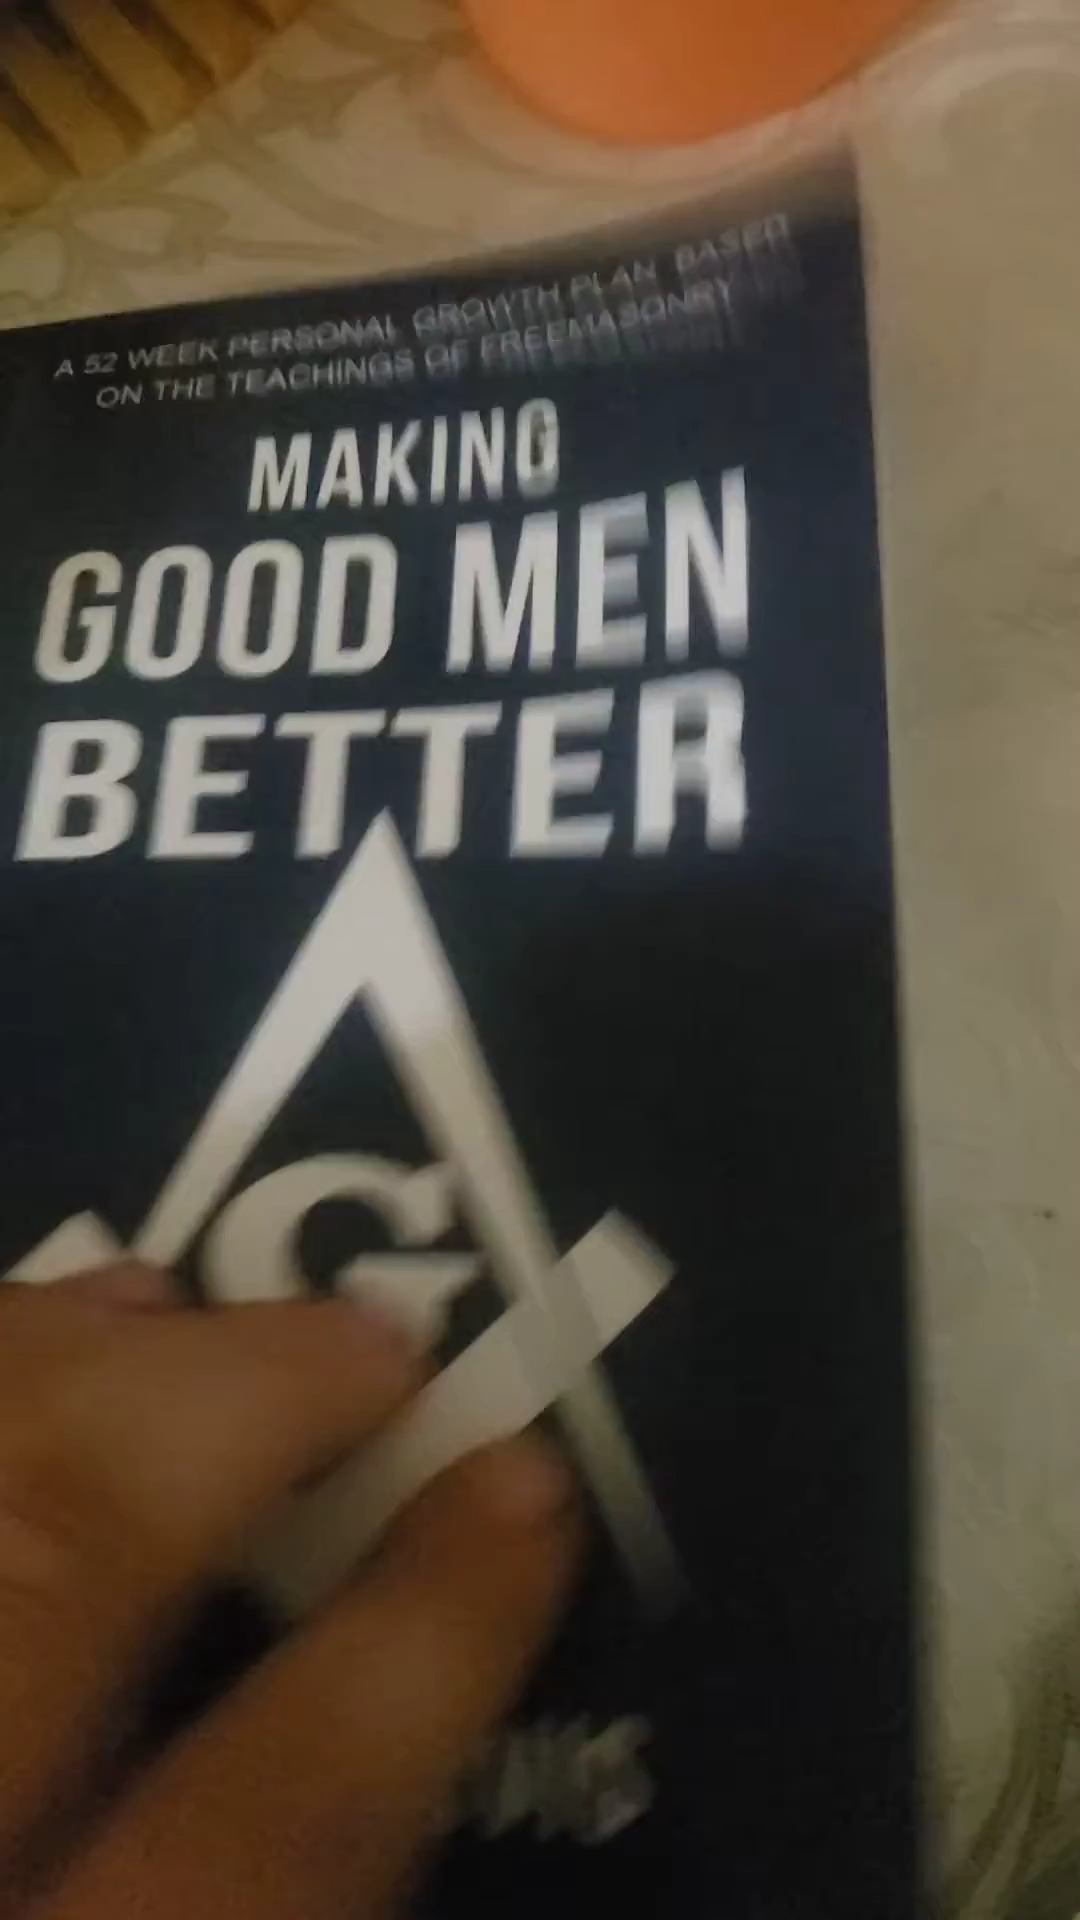 A 52 WEEK PERSONAL GROWTH PLAN BASED
ON THE TEACHINGS OF FREEMASONRY
MAKING
GOOD MEN
BETTER
G